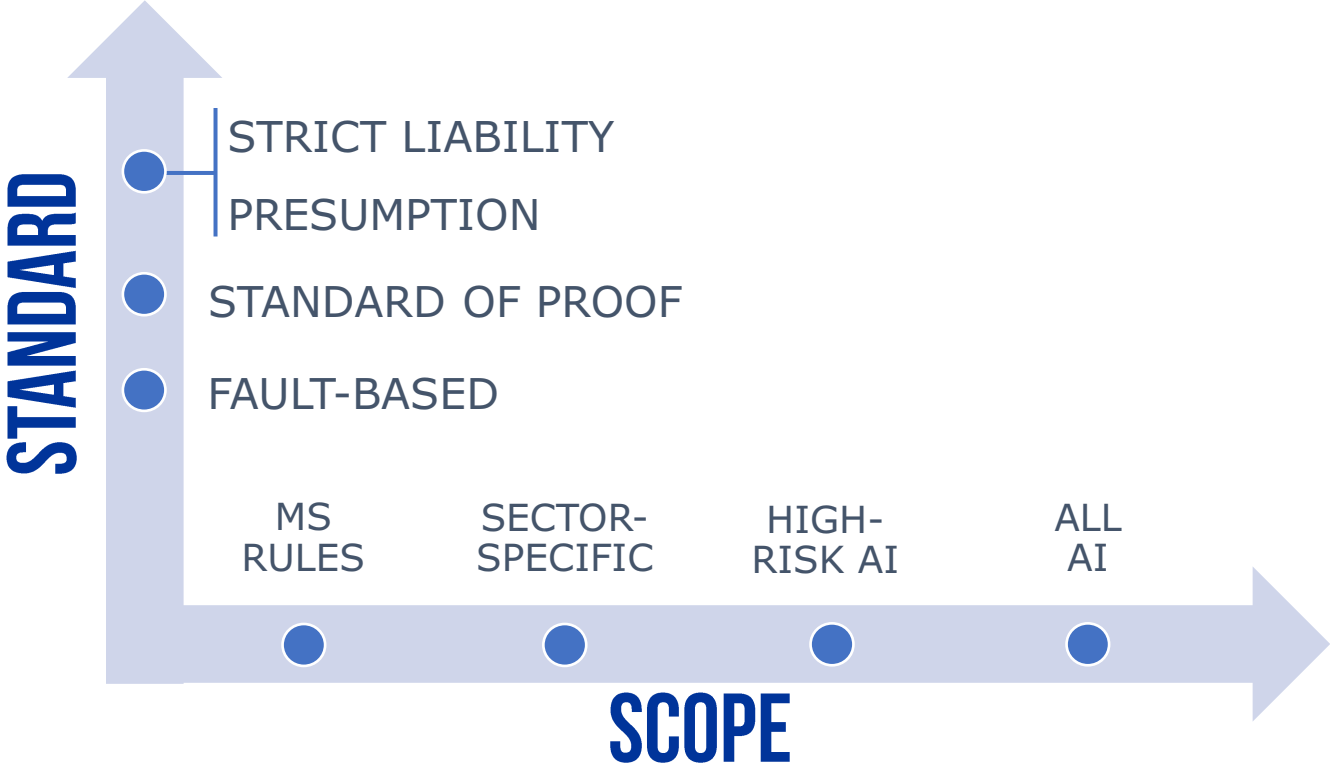 STANDARD
STRICT LIABILITY
PRESUMPTION
STANDARD OF PROOF
FAULT-BASED
MS
RULES
SECTOR-
SPECIFIC
HIGH-
RISK AI
ALL
AI
SCOPE